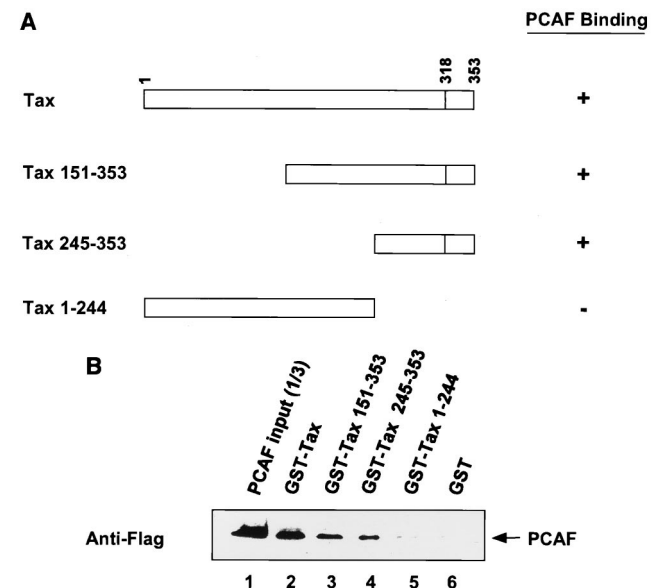 A
PCAF Binding
1 318 353
Tax +
Tax 151-353 +
Tax 245-353 +
Tax 1-244 -
B
PCAF input (1/3)
GST-Tax
GST-Tax 151-353
GST-Tax 245-353
GST-Tax 1-244
GST
Anti-Flag PCAF
1 2 3 4 5 6